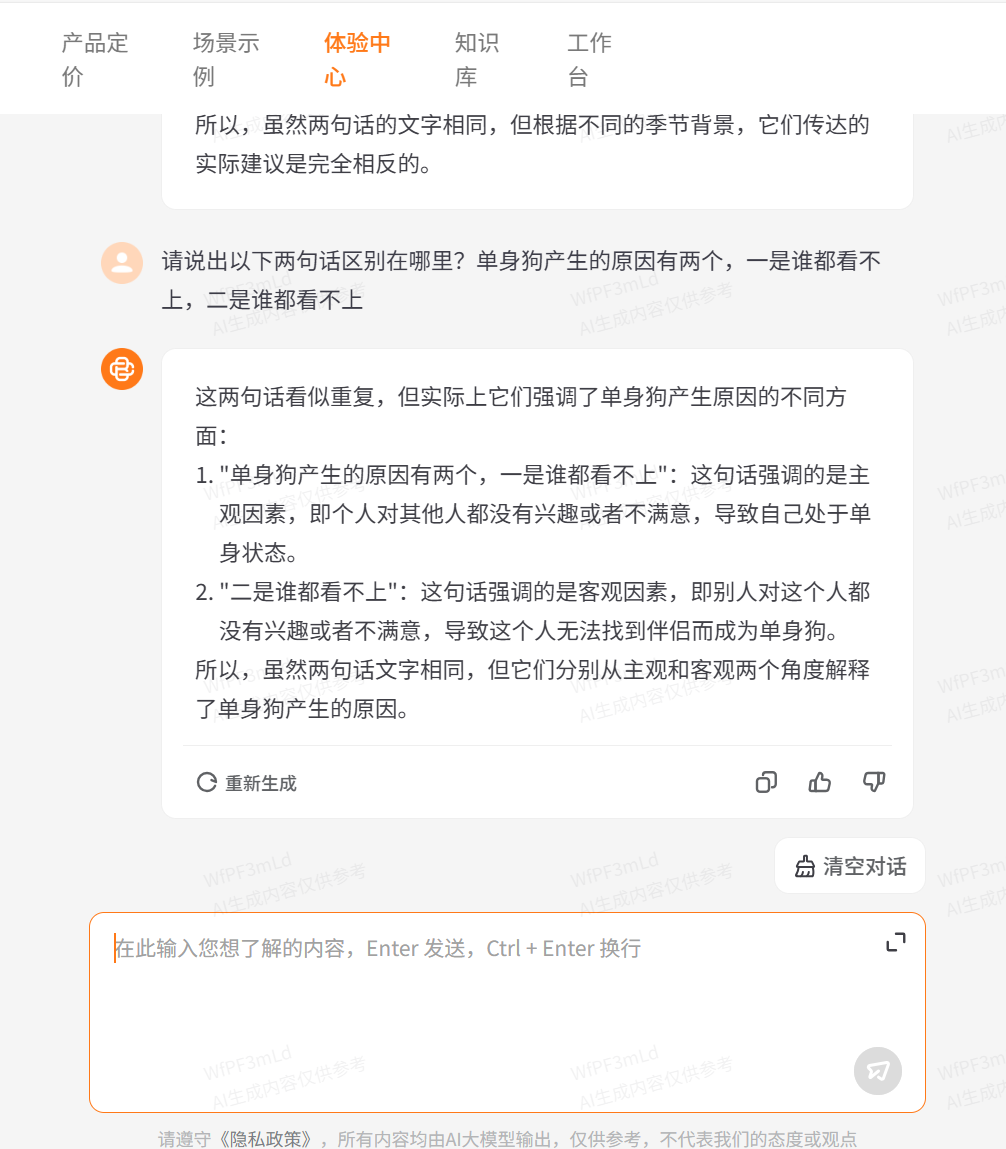 产品定
价
场景示
例
体验中
心
知识
库
工作
台
所以，虽然两句话的文字相同，但根据不同的季节背景，它们传达的
实际建议是完全相反的。
请说出以下两句话区别在哪里？单身狗产生的原因有两个，一是谁都看不
上，二是谁都看不上
这两句话看似重复，但实际上它们强调了单身狗产生原因的不同方
面：
1. "单身狗产生的原因有两个，一是谁都看不上"：这句话强调的是主
观因素，即个人对其他人都没有兴趣或者不满意，导致自己处于单
身状态。
2. "二是谁都看不上"：这句话强调的是客观因素，即别人对这个人都
没有兴趣或者不满意，导致这个人无法找到伴侣而成为单身狗。
所以，虽然两句话文字相同，但它们分别从主观和客观两个角度解释
了单身狗产生的原因。
重新生成
清空对话
在此输入您想了解的内容，Enter 发送，Ctrl + Enter 换行
WfPF3mLd
AI生成内容仅供参考
请遵守《隐私政策》，所有内容均由AI大模型输出，仅供参考，不代表我们的态度或观点